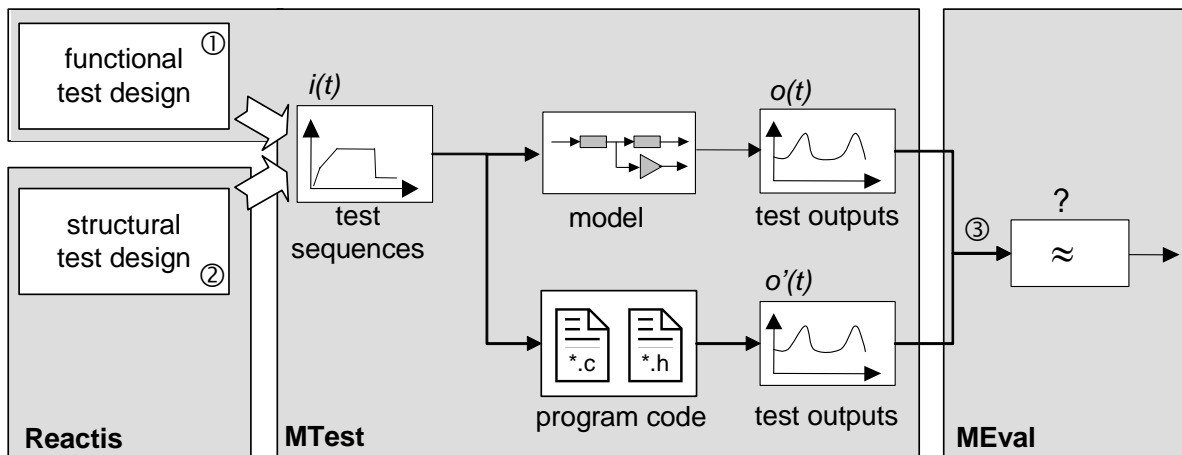 functional
test design
①
structural
test design
②
Reactis
i(t)
test
sequences
model
o(t)
test outputs
*.c
*.h
program code
o’(t)
test outputs
MTest
③
?
≈
MEval